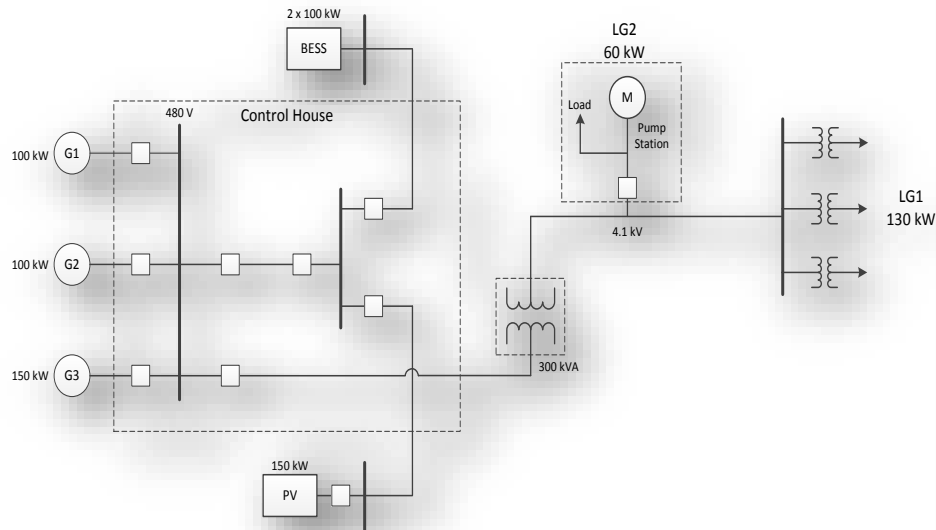 2 x 100 kW
BESS
LG2
60 kW
M
Load
Pump
Station
480 V
Control House
100 kW
G1
LG1
130 kW
4.1 kV
100 kW
G2
300 kVA
150 kW
G3
150 kW
PV